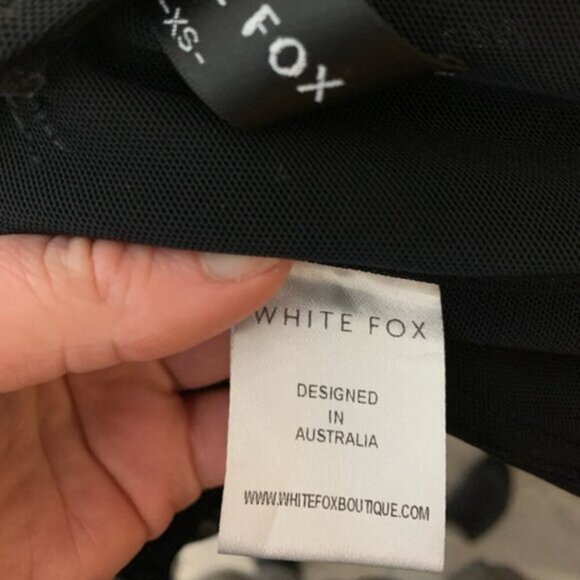 FOX
-XS-
WHITE FOX
DESIGNED
IN
AUSTRALIA
WWW.WHITEFOXBOUTIQUE.COM